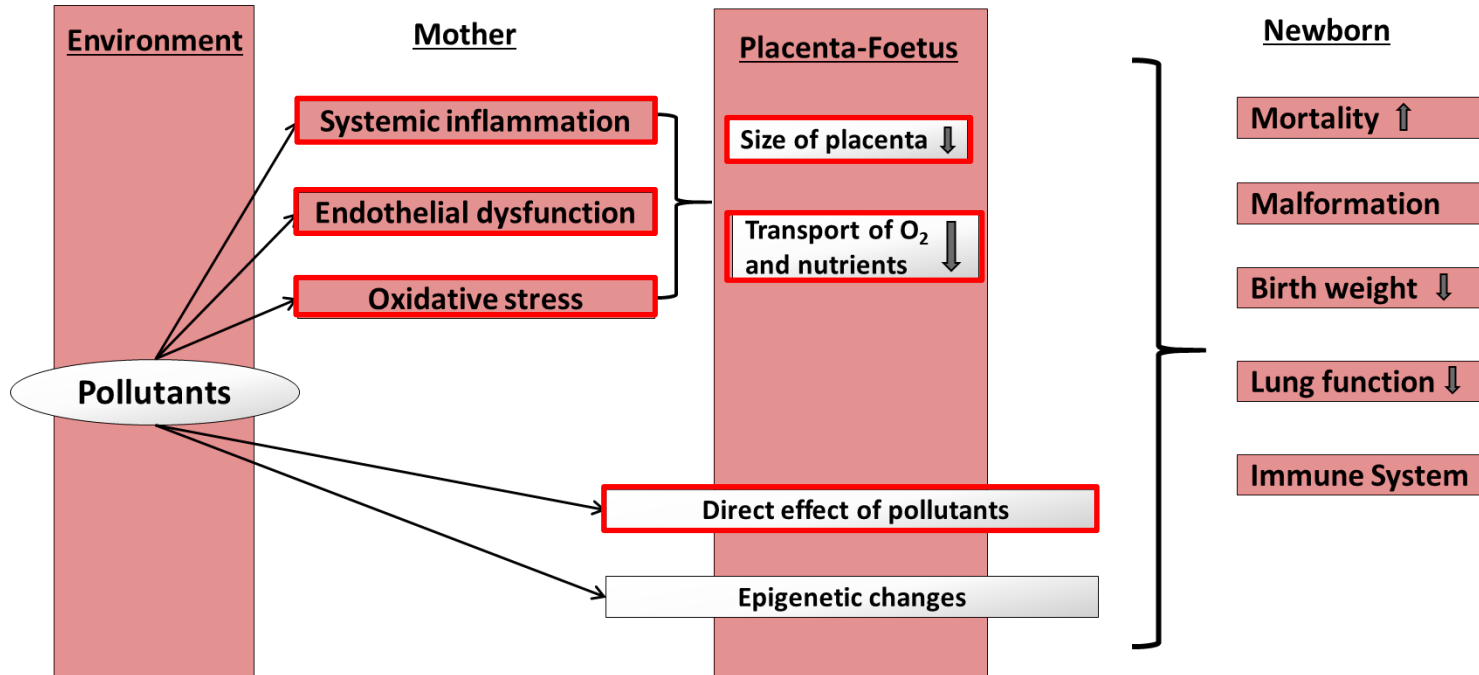 Environment
Mother
Placenta-Foetus
Newborn
Systemic inflammation
Endothelial dysfunction
Oxidative stress
Pollutants
Size of placenta ↓
Transport of O₂
and nutrients ↓
Direct effect of pollutants
Epigenetic changes
Mortality ↑
Malformation
Birth weight ↓
Lung function ↓
Immune System